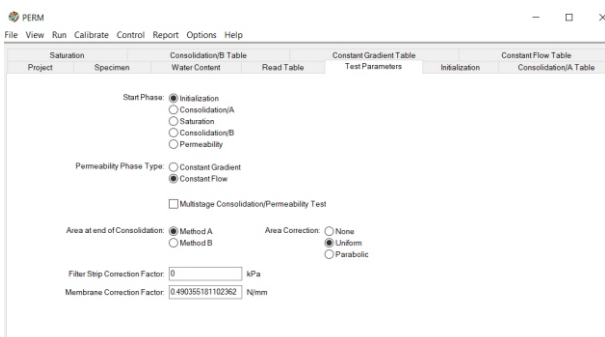 PERM
File View Run Calibrate Control Report Options Help
Saturation Consolidation/B Table Constant Gradient Table Constant Flow Table
Project Specimen Water Content Read Table Test Parameters Initialization Consolidation/A Table
Start Phase: Initialization
Consolidation/A
Saturation
Consolidation/B
Permeability
Permeability Phase Type: Constant Gradient
Constant Flow
Multistage Consolidation/Permeability Test
Area at end of Consolidation: Method A Area Correction: None
Method B Uniform
Parabolic
Filter Strip Correction Factor: 0 kPa
Membrane Correction Factor: 0.490355181102362 N/mm